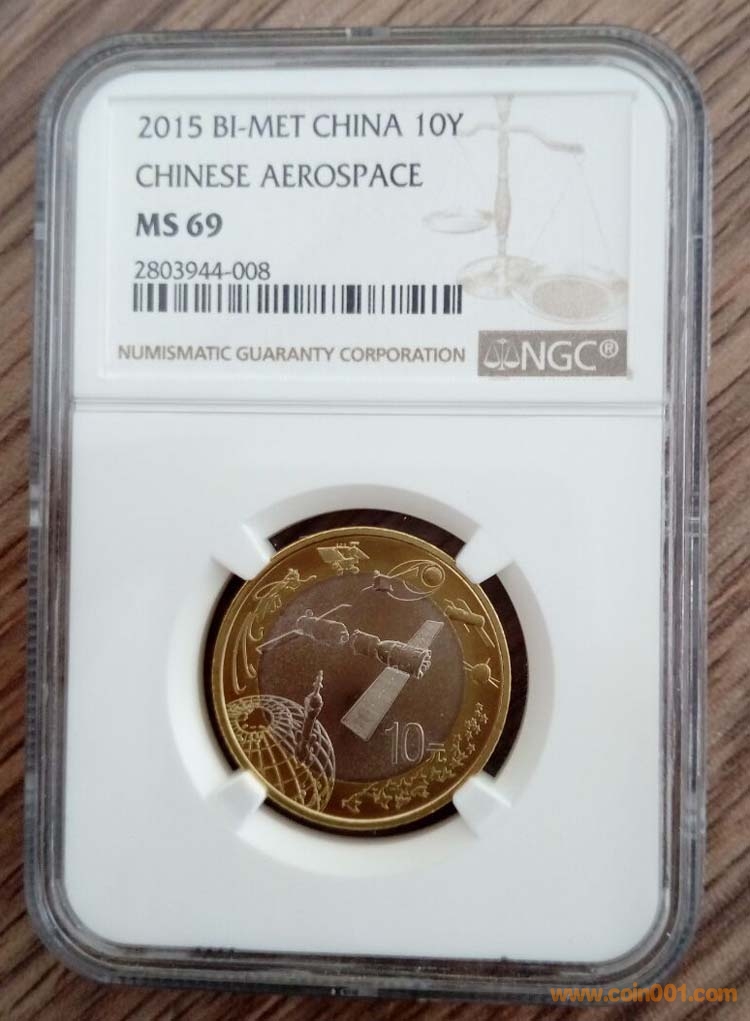 2015 BI-MET CHINA 10Y
CHINESE AEROSPACE
MS 69
2803944-008
NUMISMATIC GUARANTY CORPORATION NGC®
10元
www.coin001.com